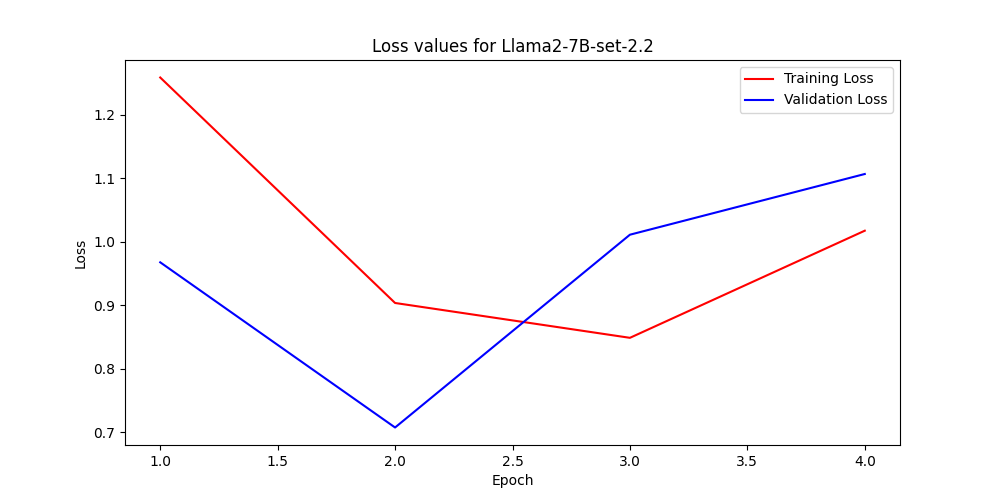 Loss values for Llama2-7B-set-2.2
Training Loss
Validation Loss
1.2
1.1
1.0
0.9
0.8
0.7
Loss
1.0 1.5 2.0 2.5 3.0 3.5 4.0
Epoch